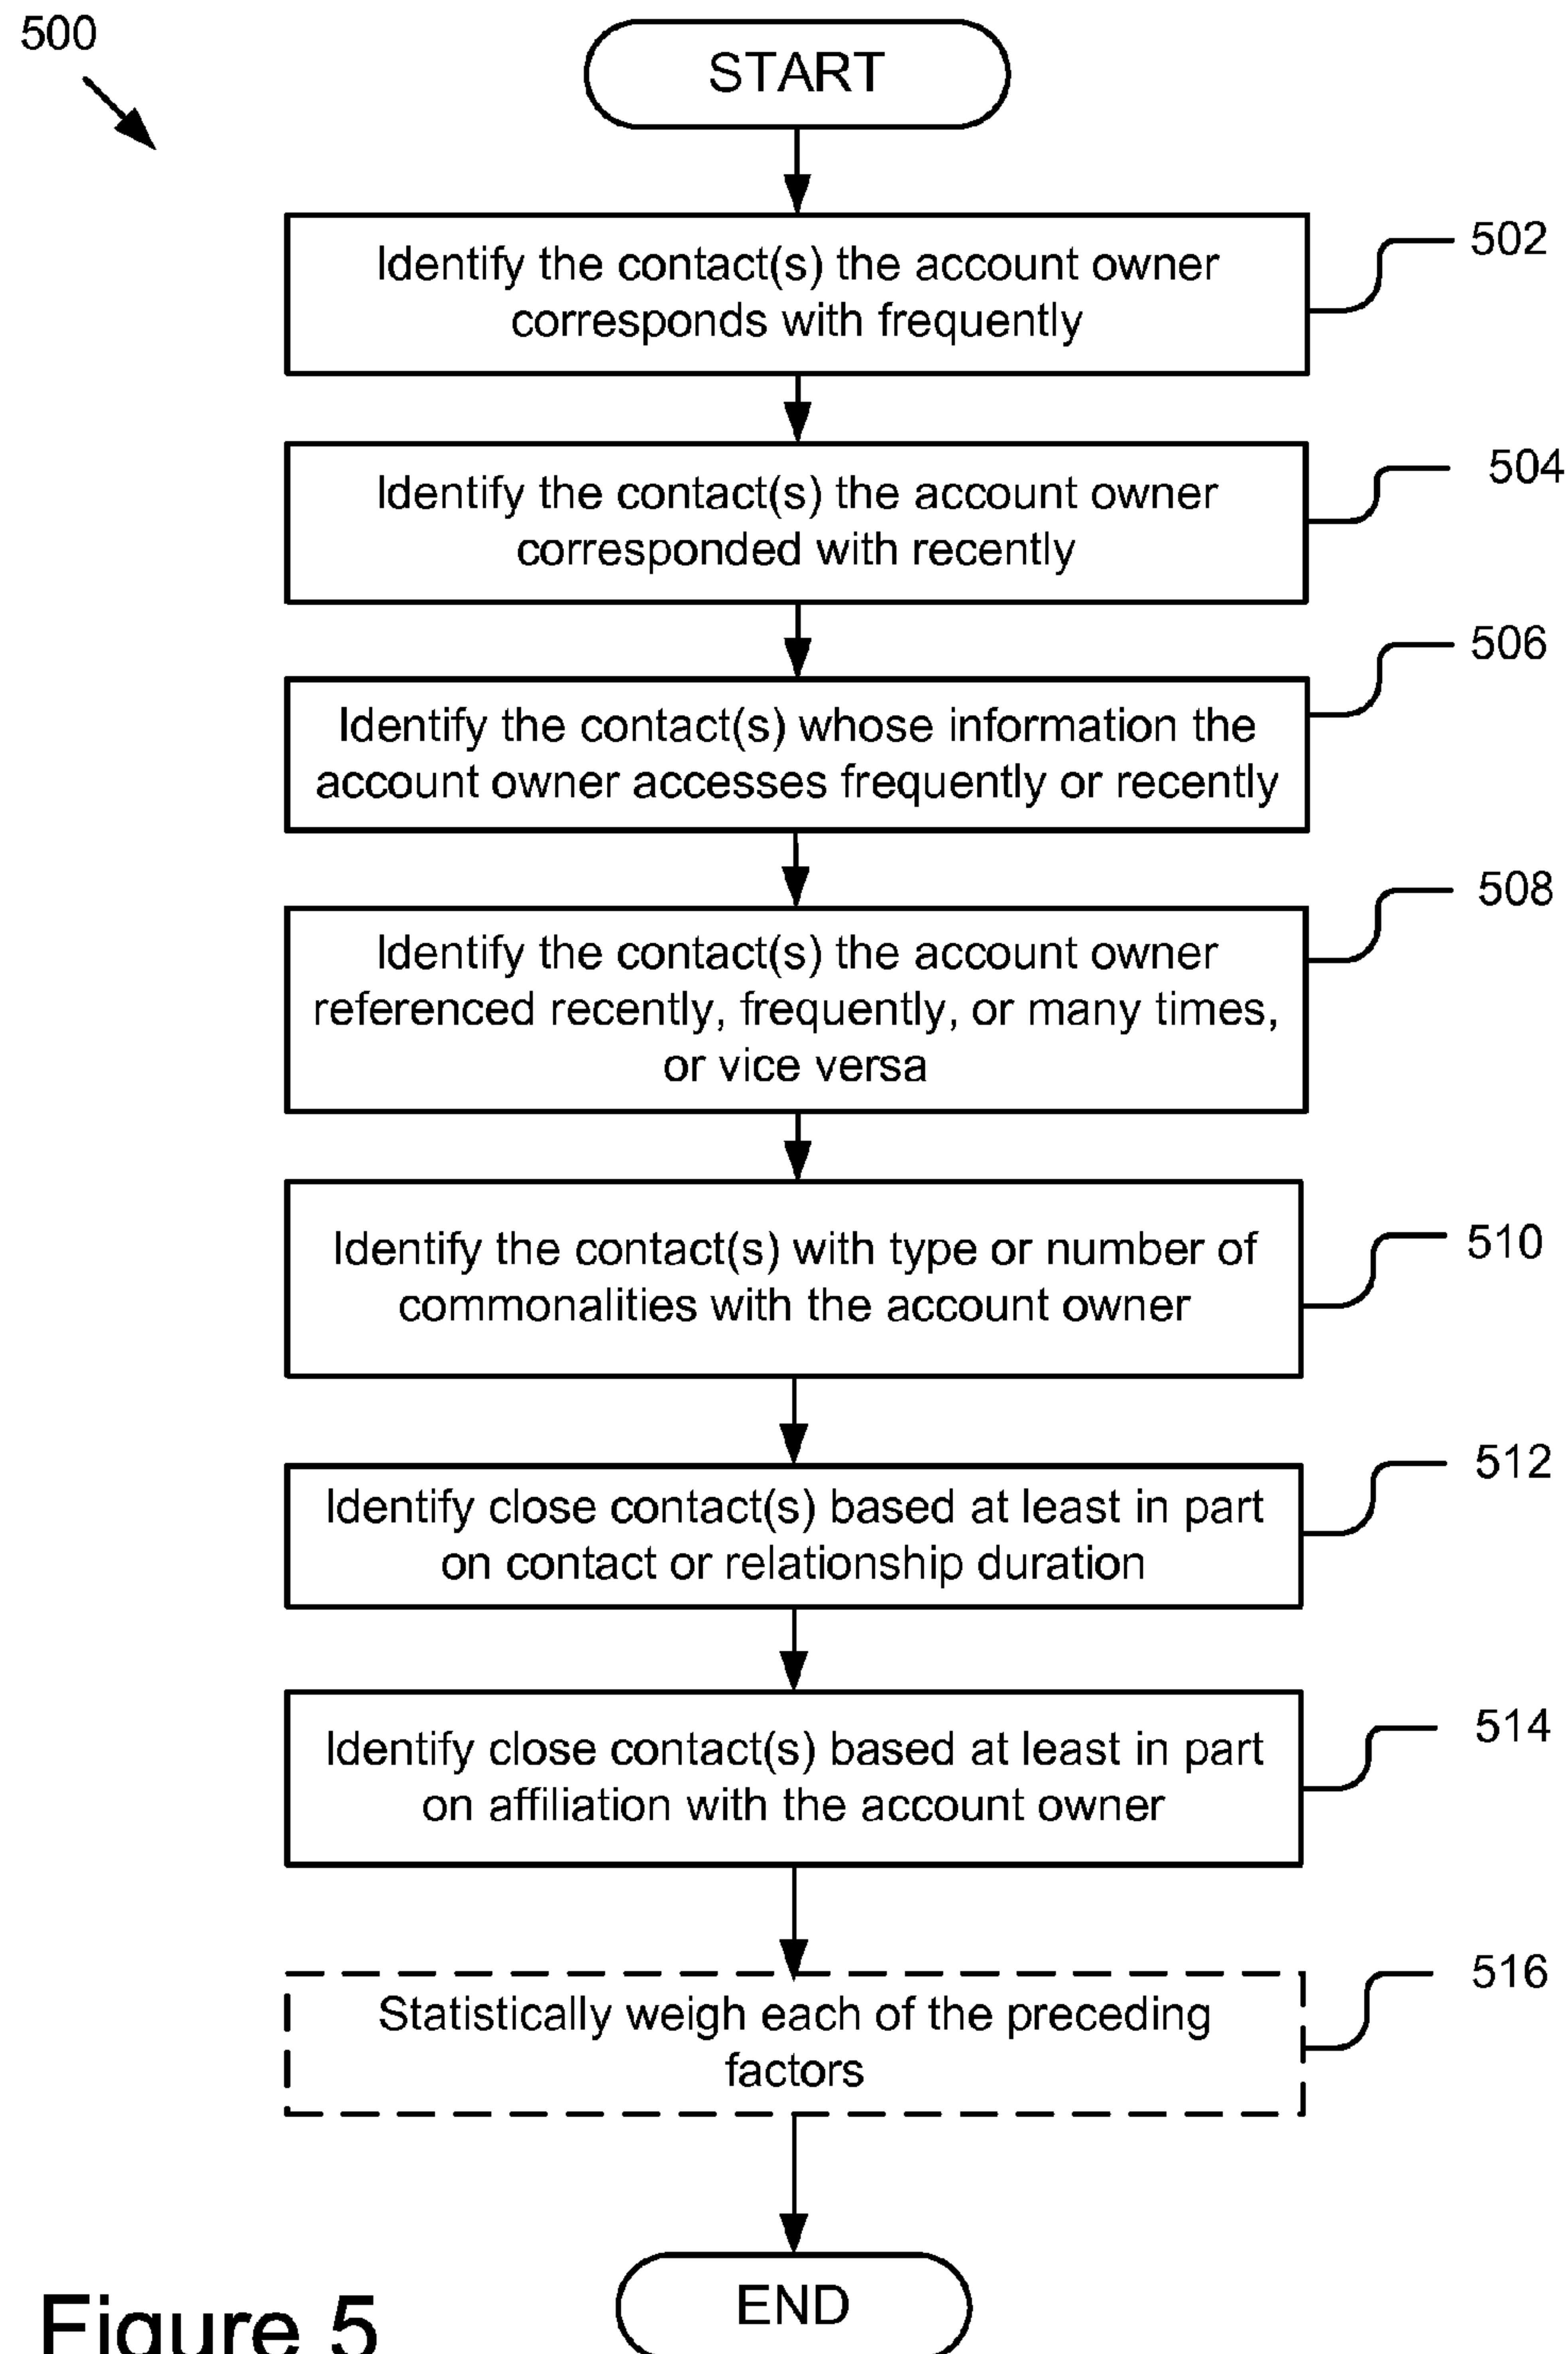 500
START
Identify the contact(s) the account owner
corresponds with frequently
502
Identify the contact(s) the account owner
corresponded with recently
504
Identify the contact(s) whose information the
account owner accesses frequently or recently
506
Identify the contact(s) the account owner
referenced recently, frequently, or many times,
or vice versa
508
Identify the contact(s) with type or number of
commonalities with the account owner
510
Identify close contact(s) based at least in part
on contact or relationship duration
512
Identify close contact(s) based at least in part
on affiliation with the account owner
514
Statistically weigh each of the preceding
factors
516
END
Figure 5